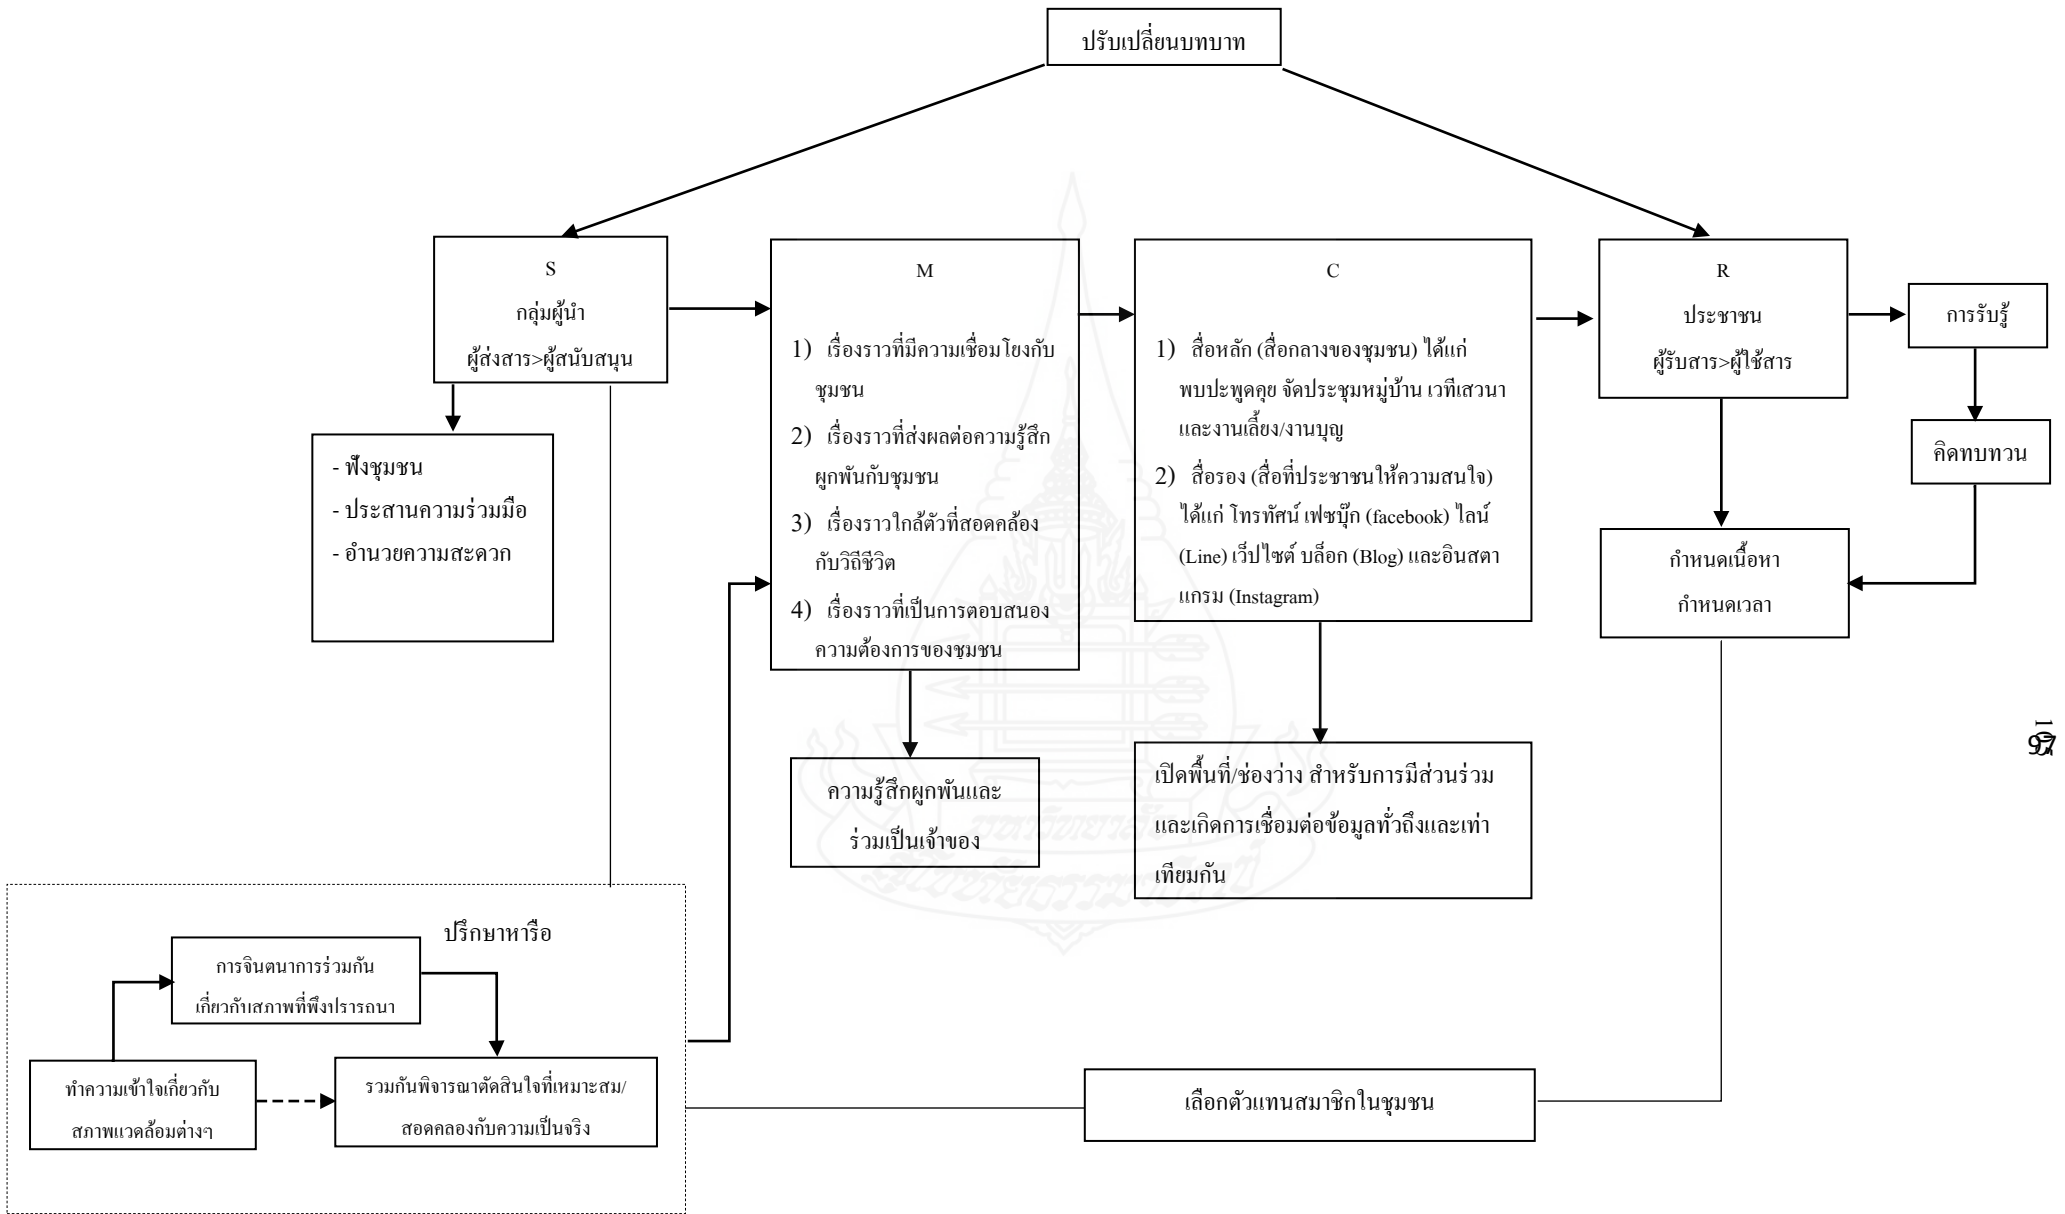 ปรับเปลี่ยนบทบาท
S
กลุ่มผู้นำ
ผู้ส่งสาร>ผู้สนับสนุน
- ฟังชุมชน
- ประสานความร่วมมือ
- อำนวยความสะดวก
M
1) เรื่องราวที่มีความเชื่อมโยงกับ
ชุมชน
2) เรื่องราวที่ส่งผลต่อความรู้สึก
ผูกพันกับชุมชน
3) เรื่องราวใกล้ตัวที่สอดคล้อง
กับวิถีชีวิต
4) เรื่องราวที่เป็นการตอบสนอง
ความต้องการของชุมชน
ความรู้สึกผูกพันและ
ร่วมเป็นเจ้าของ
C
1) สื่อหลัก (สื่อกลางของชุมชน) ได้แก่
พบปะพูดคุย จัดประชุมหมู่บ้าน เวทีเสวนา
และงานเลี้ยง/งานบุญ
2) สื่อรอง (สื่อที่ประชาชนให้ความสนใจ)
ได้แก่ โทรทัศน์ เฟซบุ๊ก (facebook) ไลน์
(Line) เว็ปไซต์ บล็อก (Blog) และอินสตา
แกรม (Instagram)
เปิดพื้นที่/ช่องว่าง สำหรับการมีส่วนร่วม
และเกิดการเชื่อมต่อข้อมูลทั่วถึงและเท่า
เทียมกัน
R
ประชาชน
ผู้รับสาร>ผู้ใช้สาร
การรับรู้
คิดทบทวน
กำหนดเนื้อหา
กำหนดเวลา
ปรึกษาหารือ
การจินตนาการร่วมกัน
เกี่ยวกับสภาพที่พึงปรารถนา
ทำความเข้าใจเกี่ยวกับ
สภาพแวดล้อมต่างๆ
รวมกันพิจารณาตัดสินใจที่เหมาะสม/
สอดคลองกับความเป็นจริง
เลือกตัวแทนสมาชิกในชุมชน
97
มหาวิทยาลัย
สุโขทัยธรรมาธิราช